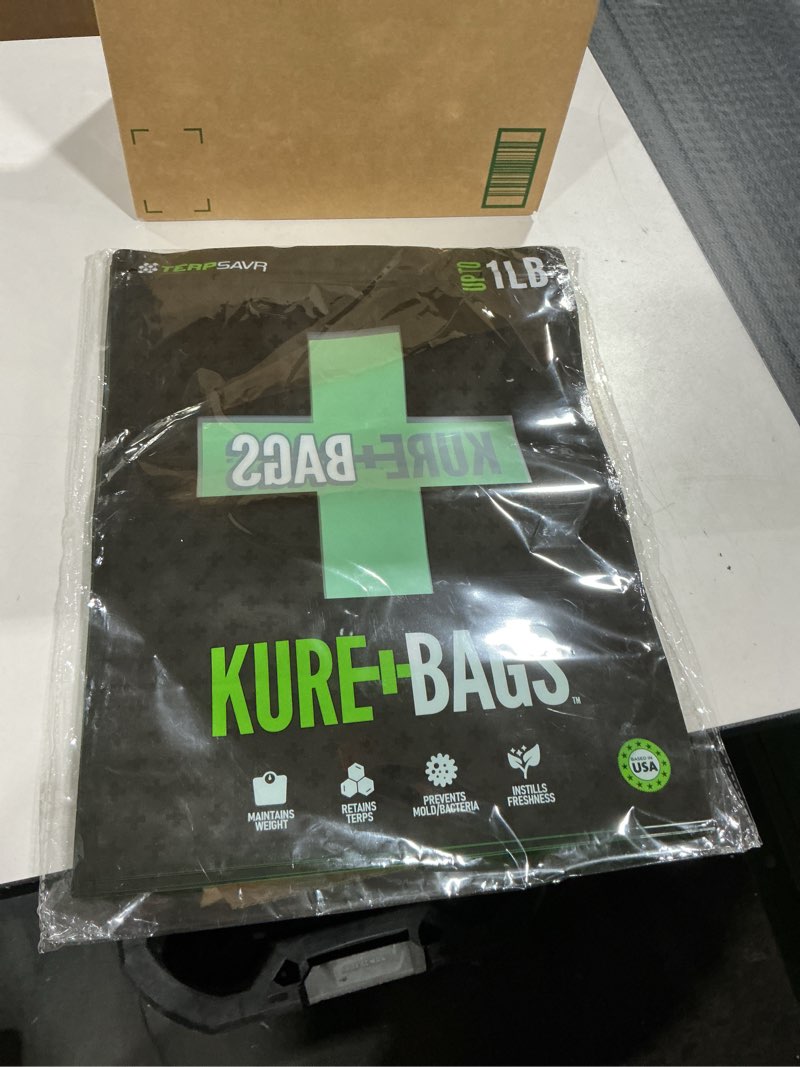 TERPSAVR
UP TO 1LB
KURE+BAGS
KURE+BAGS™
MAINTAINS
WEIGHT
RETAINS
TERPS
PREVENTS
MOLD/BACTERIA
INSTILLS
FRESHNESS
BASED IN
USA